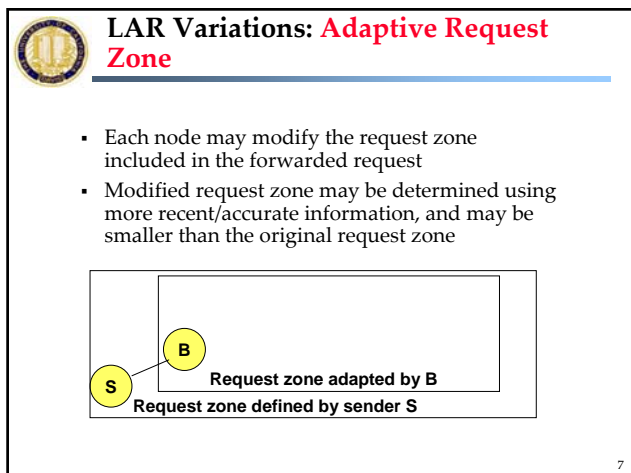 LAR Variations: Adaptive Request
Zone
▪ Each node may modify the request zone
included in the forwarded request
▪ Modified request zone may be determined using
more recent/accurate information, and may be
smaller than the original request zone
B
S
Request zone adapted by B
Request zone defined by sender S
7